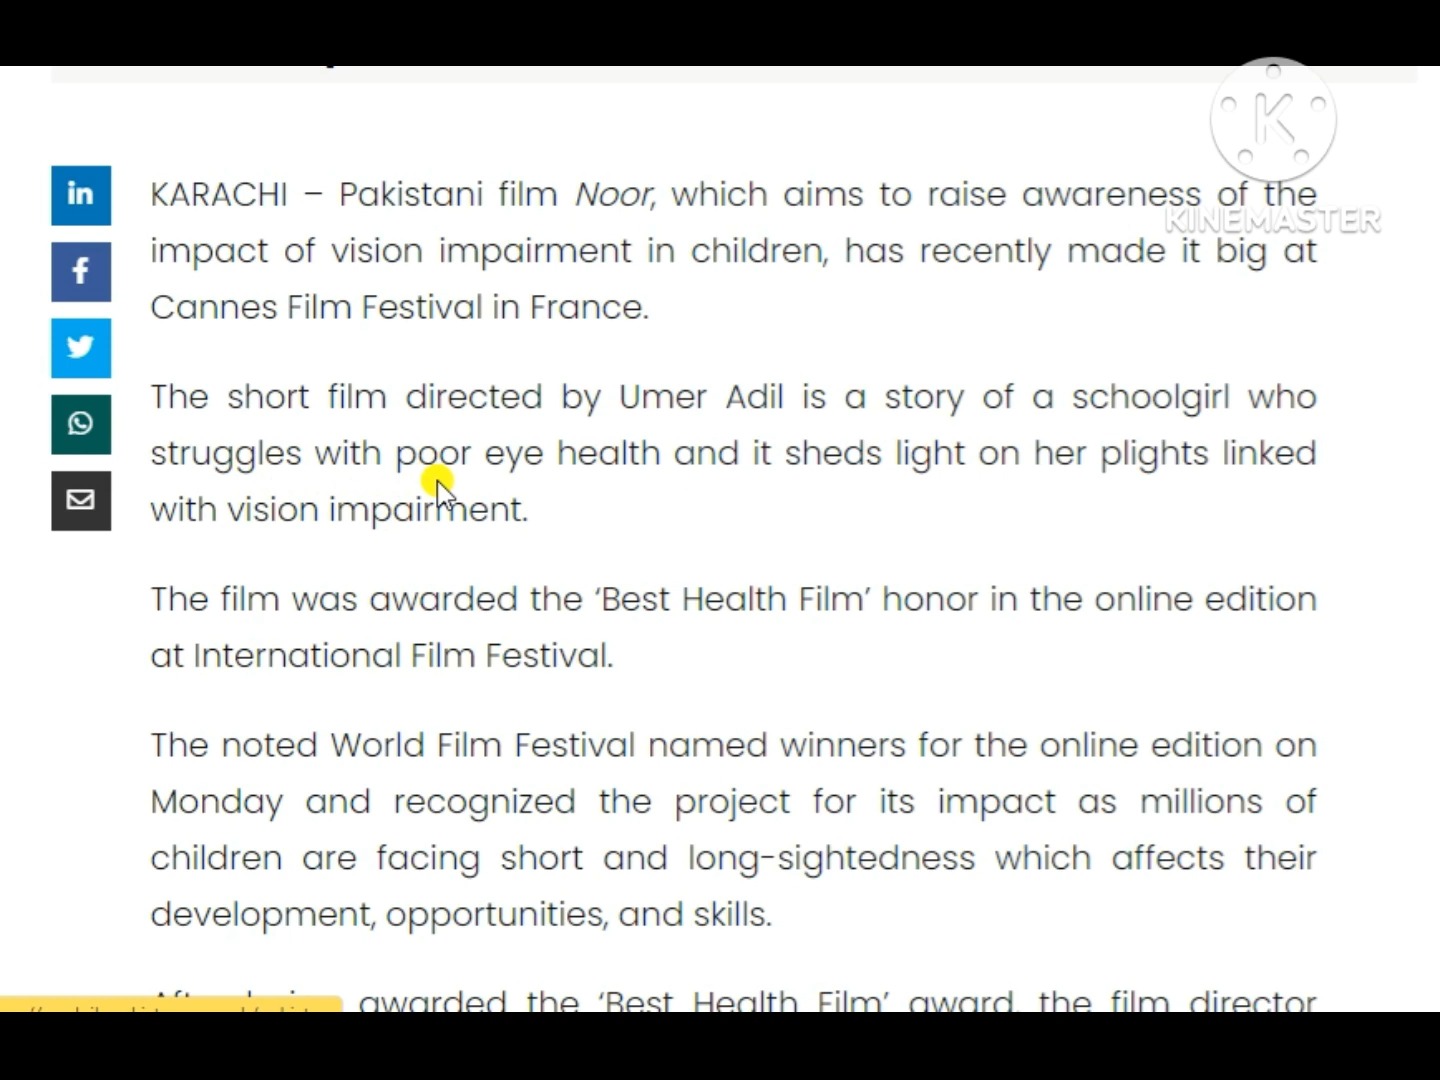 KINEMASTER
KARACHI – Pakistani film Noor, which aims to raise awareness of the
impact of vision impairment in children, has recently made it big at
Cannes Film Festival in France.
The short film directed by Umer Adil is a story of a schoolgirl who
struggles with poor eye health and it sheds light on her plights linked
with vision impairment.
The film was awarded the ‘Best Health Film’ honor in the online edition
at International Film Festival.
The noted World Film Festival named winners for the online edition on
Monday and recognized the project for its impact as millions of
children are facing short and long-sightedness which affects their
development, opportunities, and skills.
awarded the ‘Best Health Film’ award, the film director